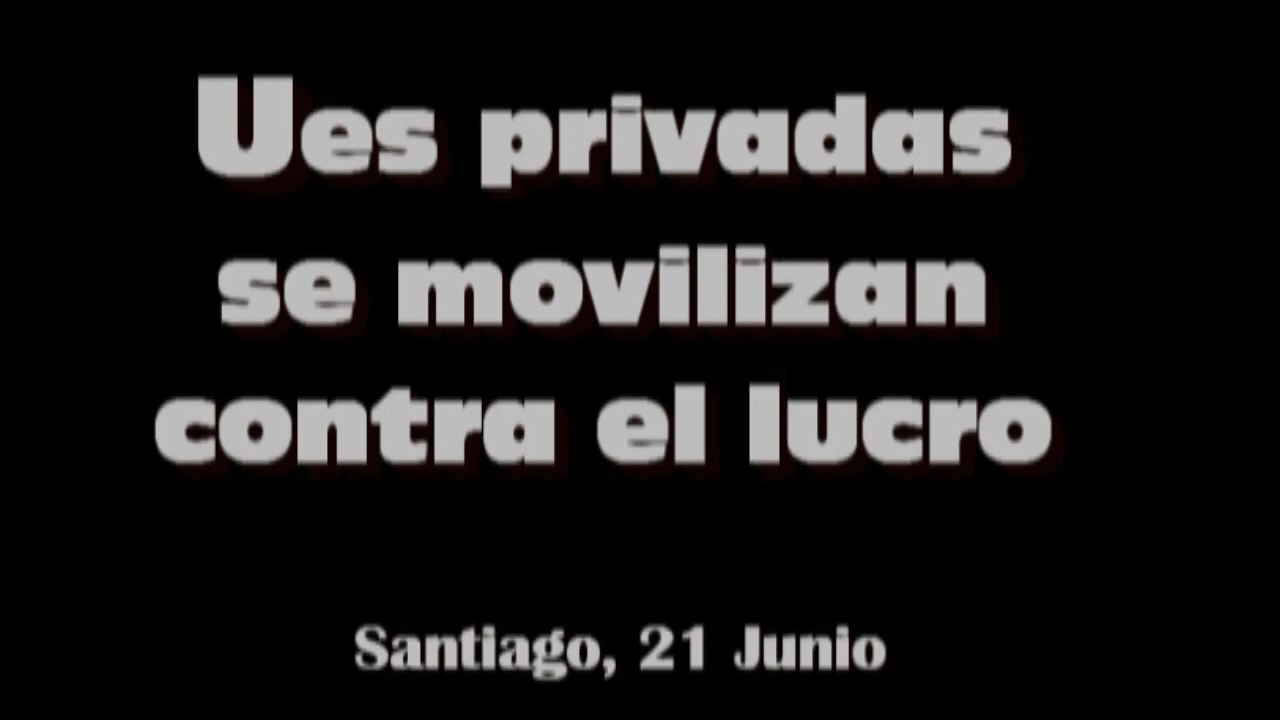 Ues privadas
se movilizan
contra el lucro
Santiago, 21 Junio